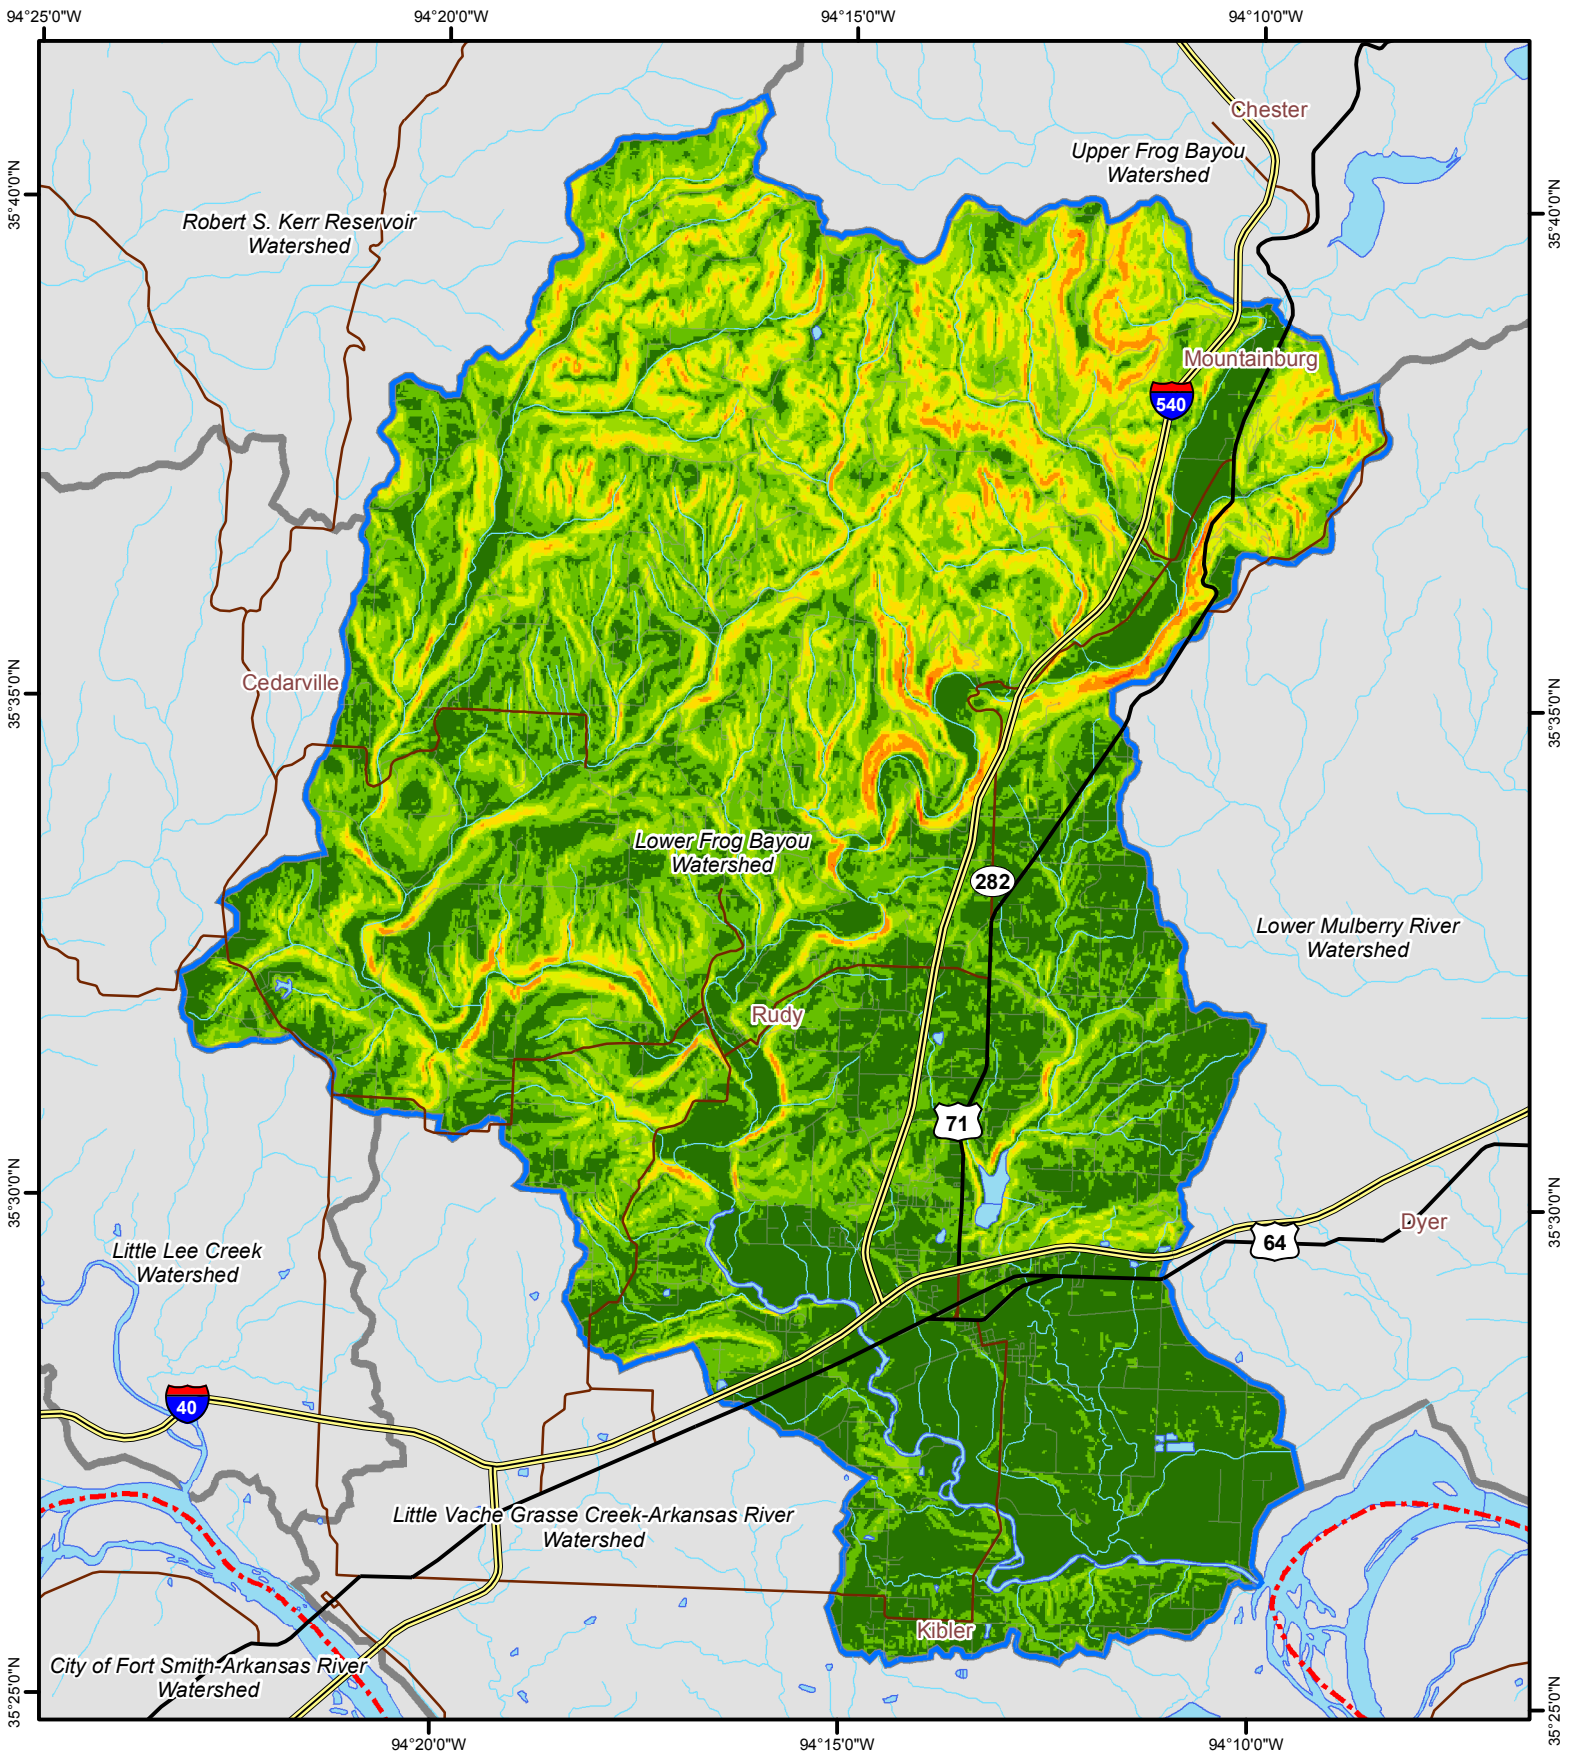 94°25'0"W
94°20'0"W
94°15'0"W
94°10'0"W
Chester
Upper Frog Bayou
Watershed
35°40'0"N
35°40'0"N
Robert S. Kerr Reservoir
Watershed
Mountainburg
540
Cedarville
35°35'0"N
35°35'0"N
Lower Frog Bayou
Watershed
282
Lower Mulberry River
Watershed
Rudy
71
35°30'0"N
35°30'0"N
Dyer
64
Little Lee Creek
Watershed
40
Little Vache Grasse Creek-Arkansas River
Watershed
Kibler
City of Fort Smith-Arkansas River
Watershed
35°25'0"N
35°25'0"N
94°20'0"W
94°15'0"W
94°10'0"W